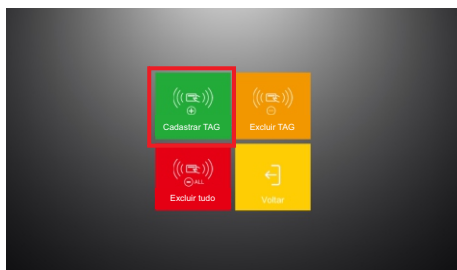 Cadastrar TAG
Excluir TAG
ALL
Excluir tudo
Voltar